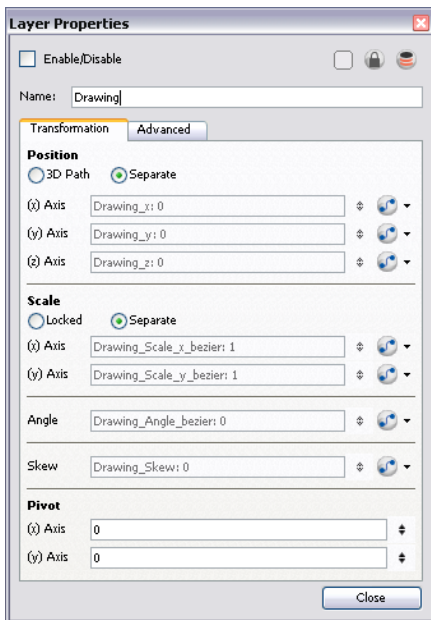 Layer Properties
Enable/Disable
Name: Drawing
Transformation Advanced
Position
3D Path Separate
(x) Axis Drawing_x: 0
(y) Axis Drawing_y: 0
(z) Axis Drawing_z: 0
Scale
Locked Separate
(x) Axis Drawing_Scale_x_bezier: 1
(y) Axis Drawing_Scale_y_bezier: 1
Angle Drawing_Angle_bezier: 0
Skew Drawing_Skew: 0
Pivot
(x) Axis 0
(y) Axis 0
Close